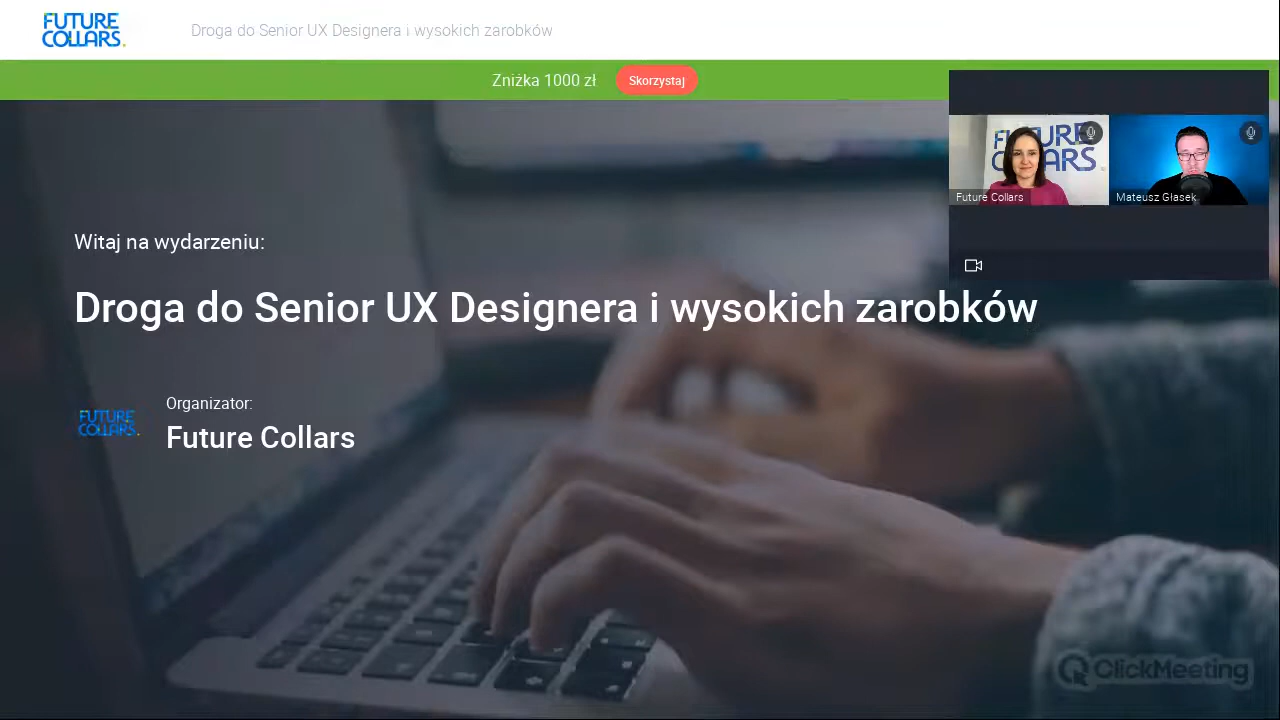 FUTURE
COLLARS.
Droga do Senior UX Designera i wysokich zarobków
Zniżka 1000 zł
Skorzystaj
FUTURE
COLLARS
Future Collars
Mateusz Głasek
Witaj na wydarzeniu:
Droga do Senior UX Designera i wysokich zarobków
Organizator:
FUTURE
COLLARS.
Future Collars
ClickMeeting